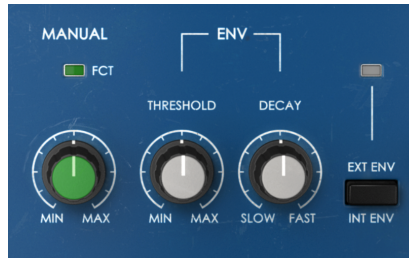 MANUAL
ENV
FCT
THRESHOLD
DECAY
EXT ENV
MIN
MAX
MIN
MAX
SLOW
FAST
INT ENV